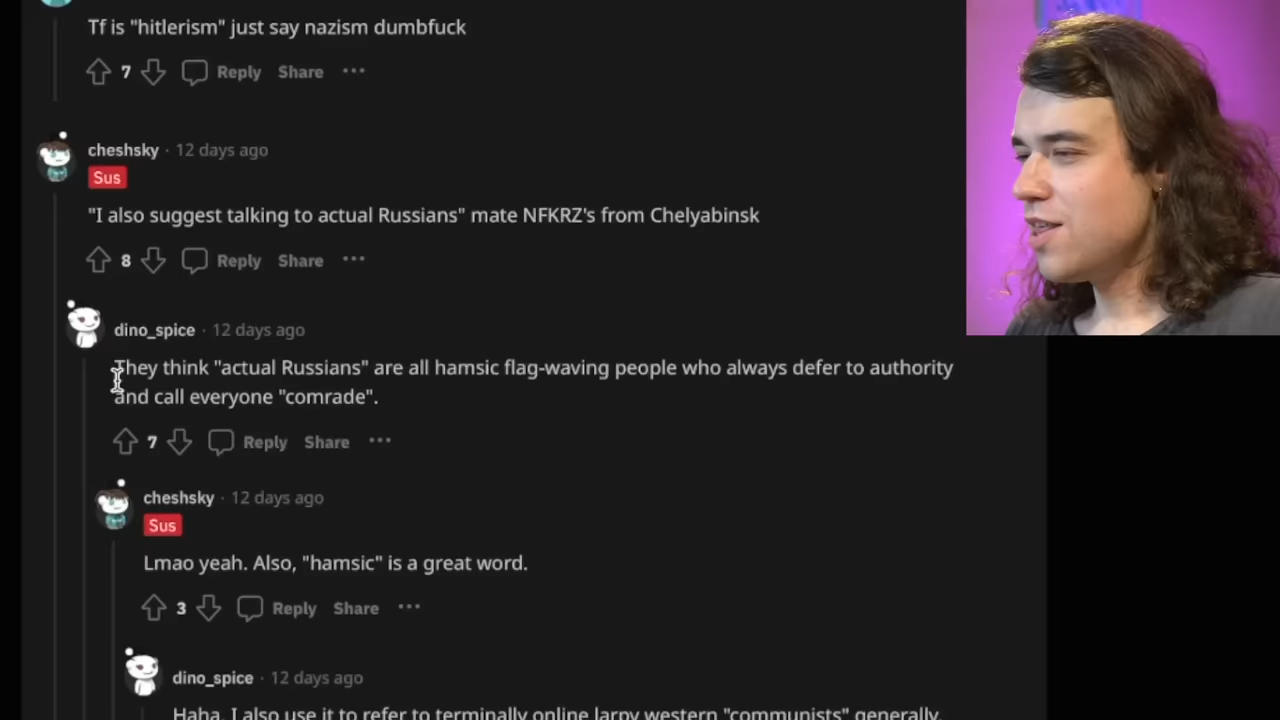 Tf is "hitlerism" just say nazism dumbfuck
7 Reply Share
cheshsky · 12 days ago
Sus
"I also suggest talking to actual Russians" mate NFKRZ's from Chelyabinsk
8 Reply Share
dino_spice · 12 days ago
They think "actual Russians" are all hamsic flag-waving people who always defer to authority
and call everyone "comrade".
7 Reply Share
cheshsky · 12 days ago
Sus
Lmao yeah. Also, "hamsic" is a great word.
3 Reply Share
dino_spice · 12 days ago
Haha, I also use it to refer to terminally online larpy western "communists" generally.